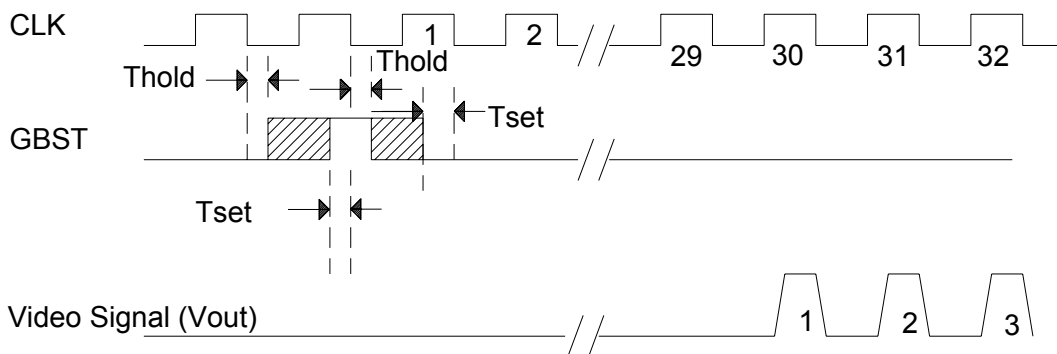 CLK
1 2 29 30 31 32
Thold Thold
Tset
GBST
Tset
Video Signal (Vout)
1 2 3